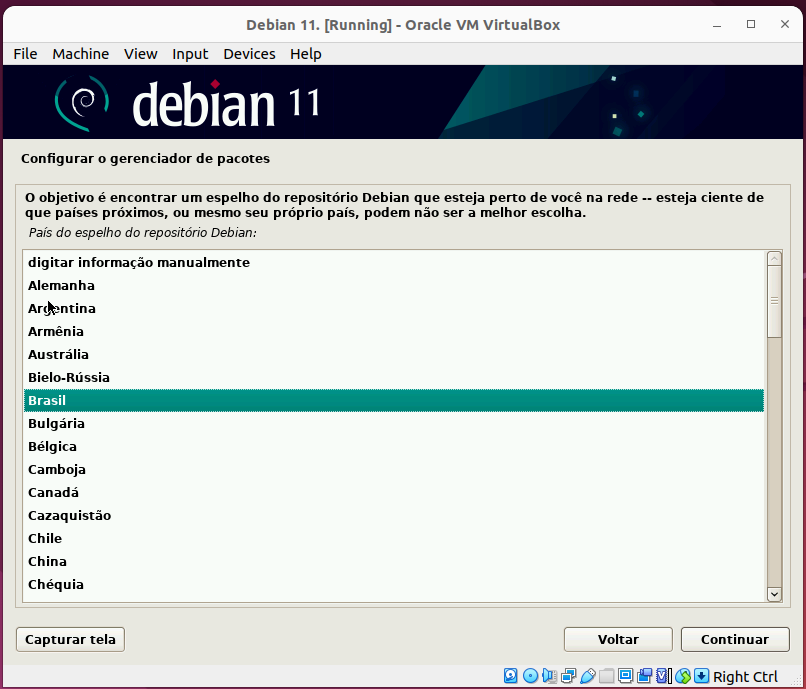 Debian 11. [Running] - Oracle VM VirtualBox
File Machine View Input Devices Help
debian 11
Configurar o gerenciador de pacotes
O objetivo é encontrar um espelho do repositório Debian que esteja perto de você na rede -- esteja ciente de
que países próximos, ou mesmo seu próprio país, podem não ser a melhor escolha.
País do espelho do repositório Debian:
digitar informação manualmente
Alemanha
Argentina
Armênia
Austrália
Bielo-Rússia
Brasil
Bulgária
Bélgica
Camboja
Canadá
Cazaquistão
Chile
China
Chéquia
Capturar tela
Voltar
Continuar
Right Ctrl